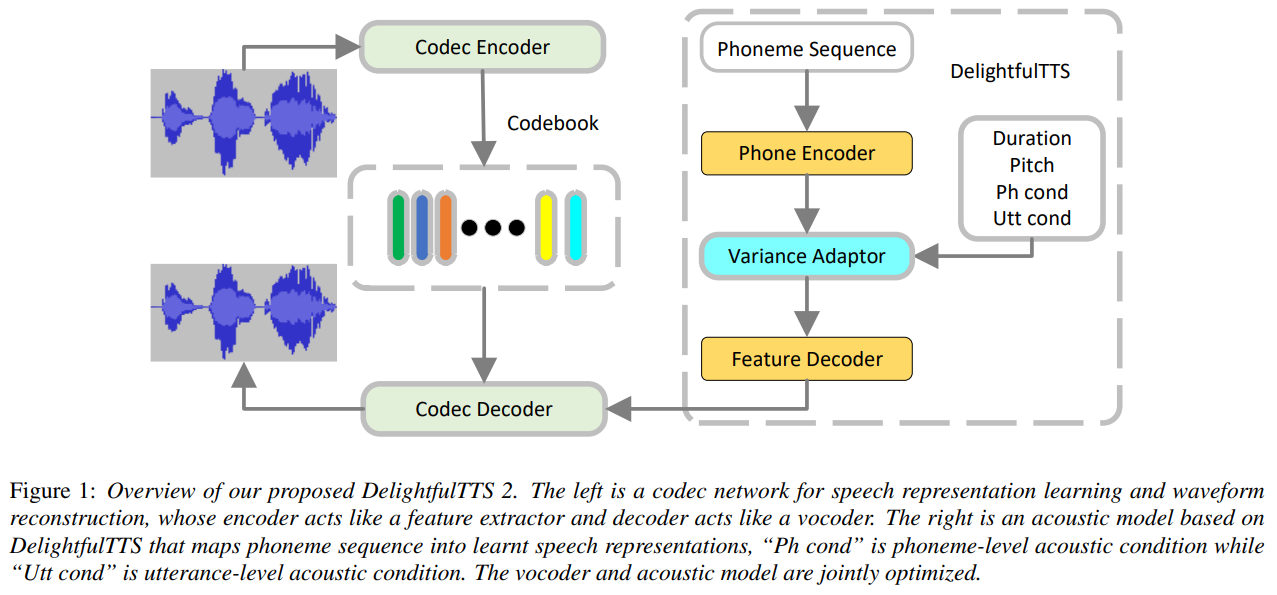 Codec Encoder
Codebook
Codec Decoder
Phoneme Sequence
DelightfulTTS
Phone Encoder
Duration
Pitch
Ph cond
Utt cond
Variance Adaptor
Feature Decoder
Figure 1: Overview of our proposed DelightfulTTS 2. The left is a codec network for speech representation learning and waveform
reconstruction, whose encoder acts like a feature extractor and decoder acts like a vocoder. The right is an acoustic model based on
DelightfulTTS that maps phoneme sequence into learnt speech representations, “Ph cond” is phoneme-level acoustic condition while
“Utt cond” is utterance-level acoustic condition. The vocoder and acoustic model are jointly optimized.